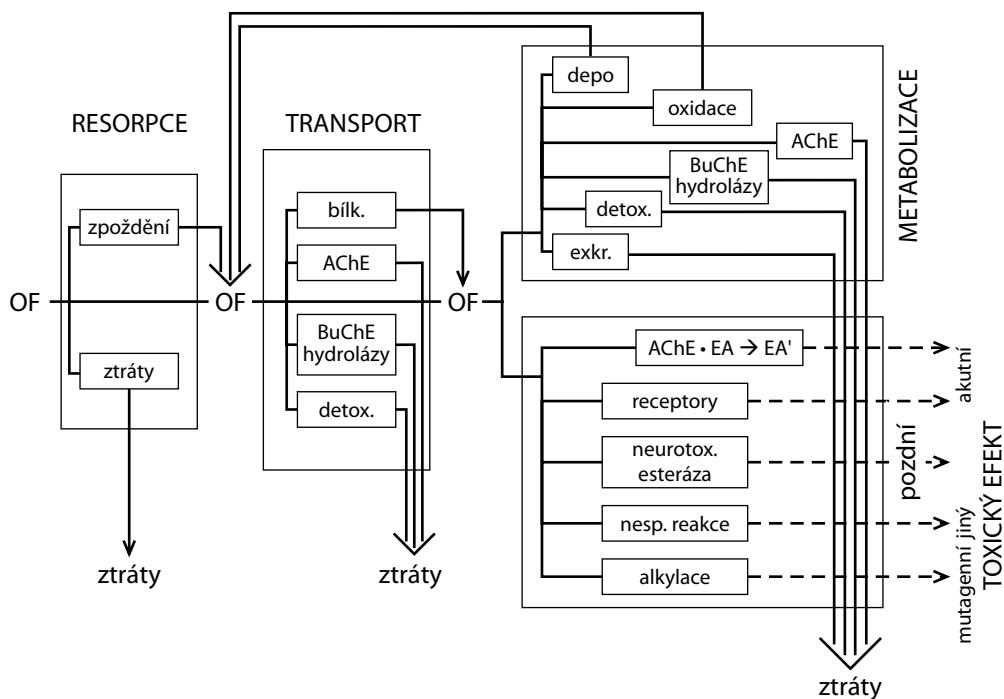 RESORPCE
zpoždění
OF
ztráty
ztráty
TRANSPORT
bílk.
AChE
OF
OF
BuChE
hydrolázy
detox.
ztráty
METABOLIZACE
depo
oxidace
AChE
BuChE
hydrolázy
detox.
exkr.
AChE • EA → EA'
receptory
neurotox.
esteráza
nesp. reakce
alkylace
akutní
pozdní
mutagenní jiný
TOXICKÝ EFEKT
ztráty